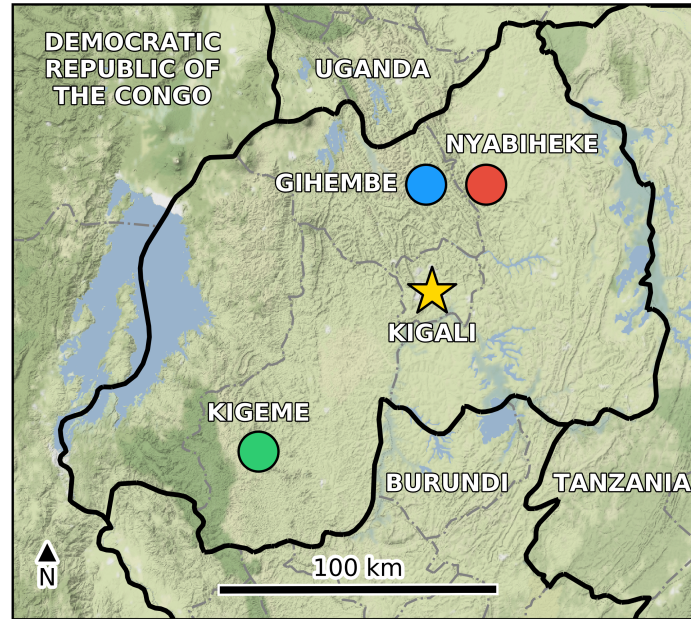 DEMOCRATIC
REPUBLIC OF
THE CONGO
UGANDA
NYABIHEKE
GIHEMBE
KIGALI
KIGEME
BURUNDI
TANZANIA
N
100 km